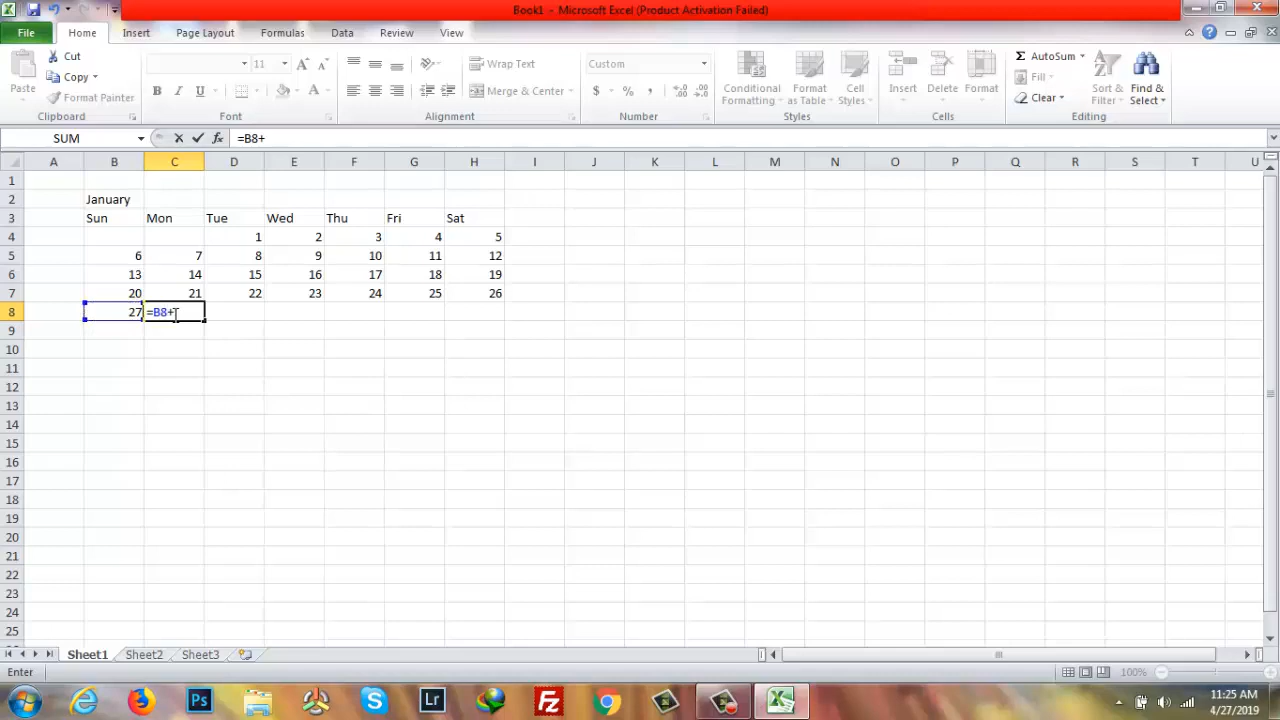 Book1 - Microsoft Excel (Product Activation Failed)
File Home Insert Page Layout Formulas Data Review View
Paste
Cut
Copy
Format Painter
Clipboard
11
Font
Wrap Text
Merge & Center
Alignment
Custom
$ % ,
Number
Conditional Formatting
Format as Table
Cell Styles
Styles
Insert
Delete
Format
Cells
AutoSum
Fill
Clear
Sort & Filter
Find & Select
Editing
SUM =B8+
A B C D E F G H I J K L M N O P Q R S T U
1
2 January
3 Sun Mon Tue Wed Thu Fri Sat
4 1 2 3 4 5
5 6 7 8 9 10 11 12
6 13 14 15 16 17 18 19
7 20 21 22 23 24 25 26
8 27 =B8+
9
10
11
12
13
14
15
16
17
18
19
20
21
22
23
24
25
Sheet1 Sheet2 Sheet3
Enter 100%
Ps Lr Fz
11:25 AM
4/27/2019